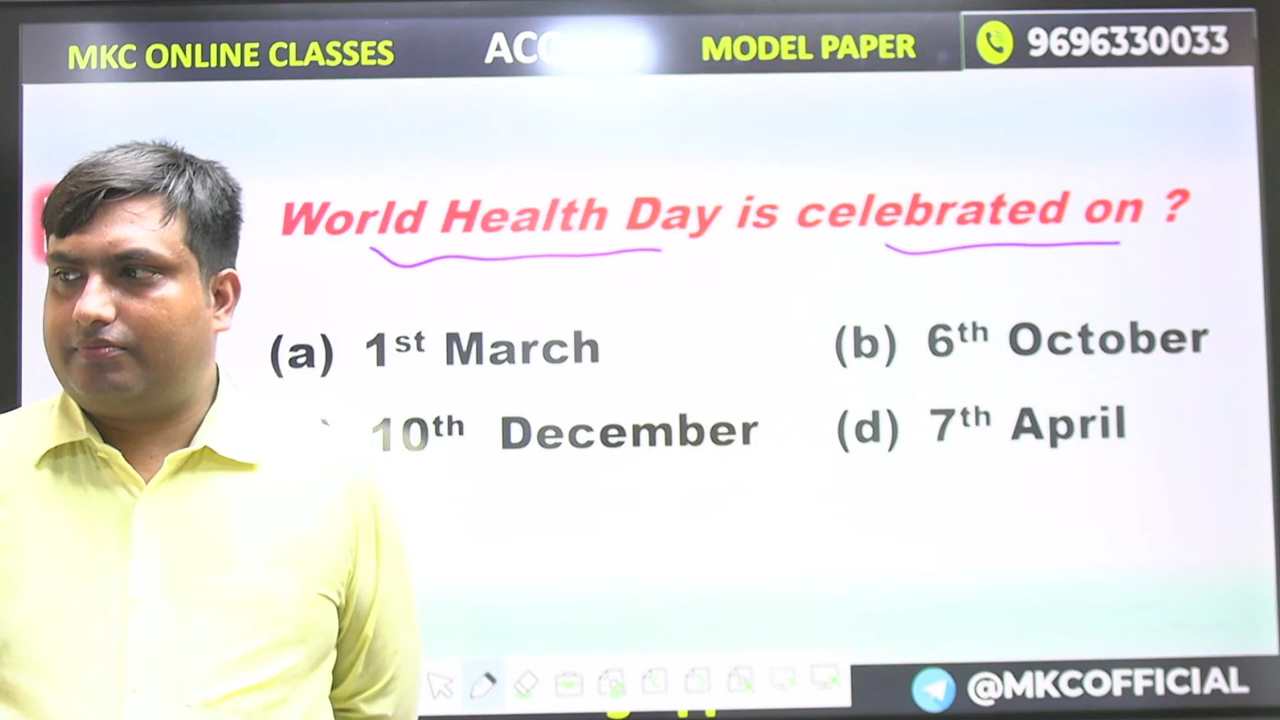 MKC ONLINE CLASSES
MODEL PAPER
9696330033
World Health Day is celebrated on ?
(a) 1st March
(b) 6th October
10th December
(d) 7th April
@MKCOFFICIAL